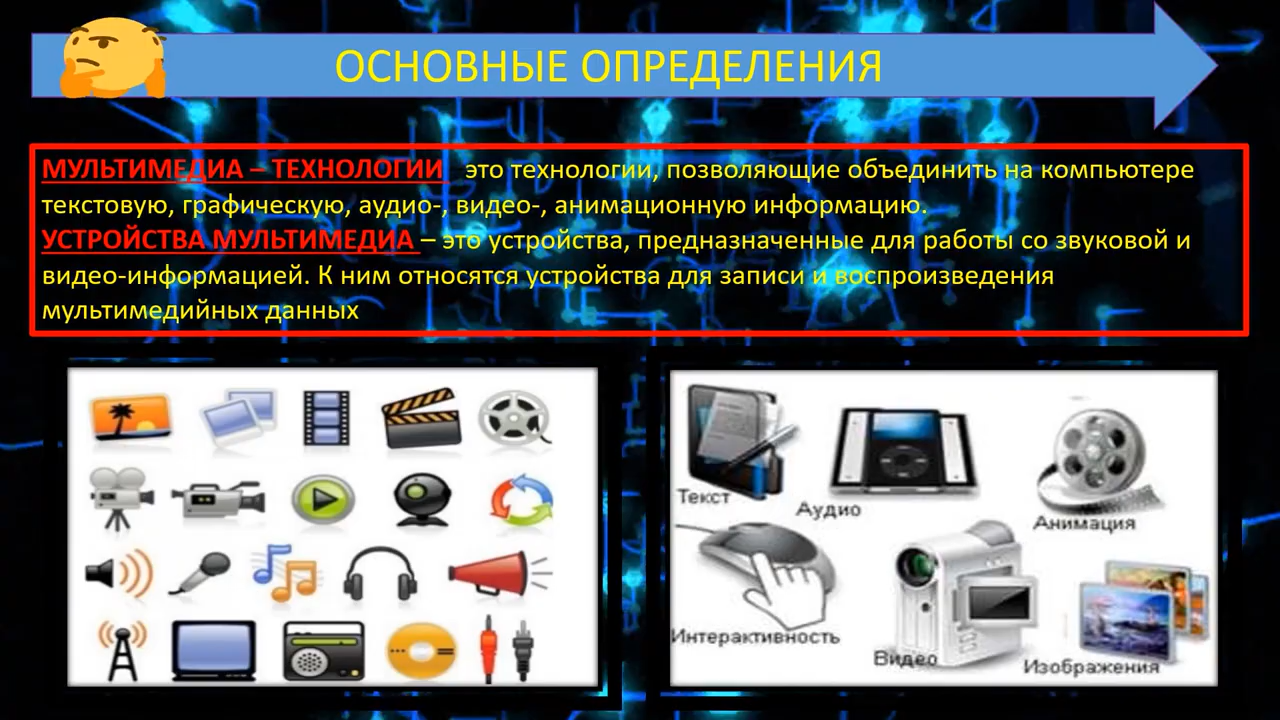 ОСНОВНЫЕ ОПРЕДЕЛЕНИЯ
МУЛЬТИМЕДИА – ТЕХНОЛОГИИ это технологии, позволяющие объединить на компьютере
текстовую, графическую, аудио-, видео-, анимационную информацию.
УСТРОЙСТВА МУЛЬТИМЕДИА – это устройства, предназначенные для работы со звуковой и
видео-информацией. К ним относятся устройства для записи и воспроизведения
мультимедийных данных
Текст
Аудио
Анимация
Интерактивность
Видео
Изображения